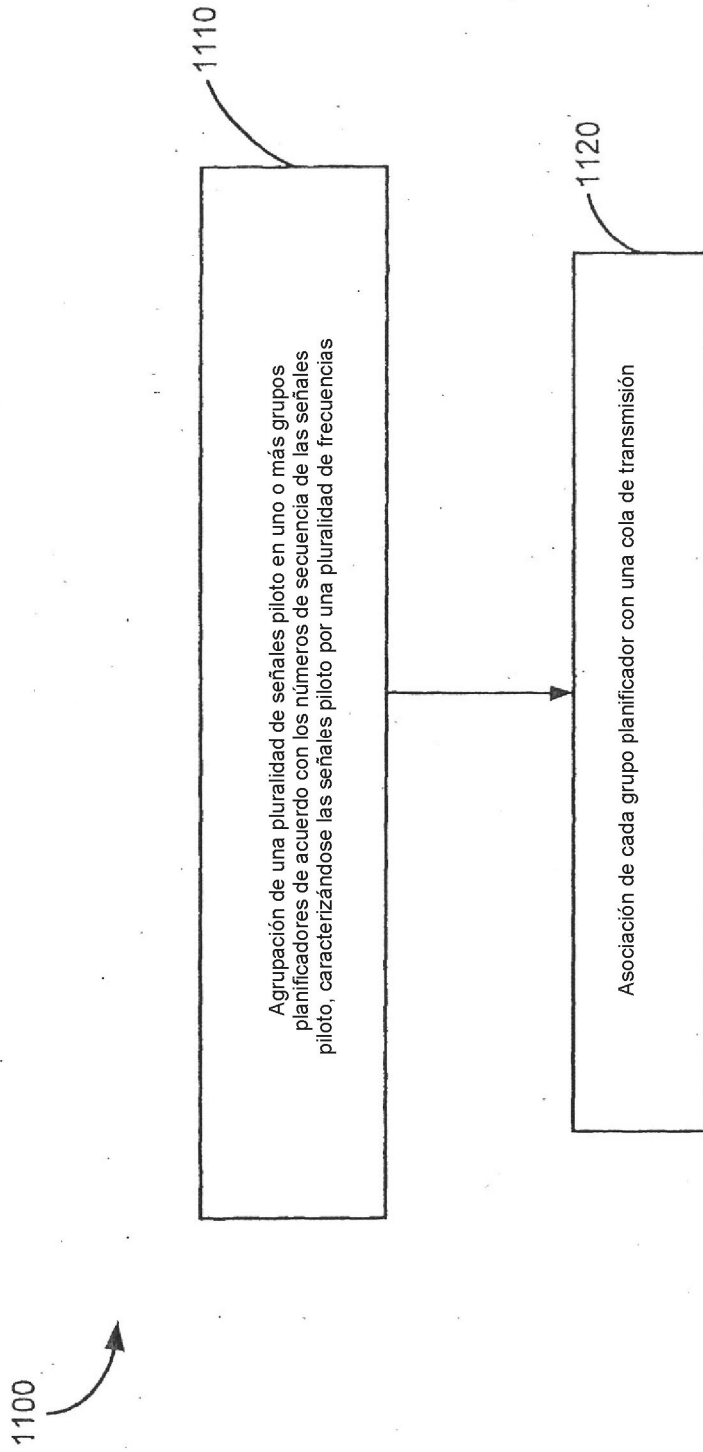 1100
1110
Agrupación de una pluralidad de señales piloto en uno o más grupos
planificadores de acuerdo con los números de secuencia de las señales
piloto, caracterizándose las señales piloto por una pluralidad de frecuencias
1120
Asociación de cada grupo planificador con una cola de transmisión